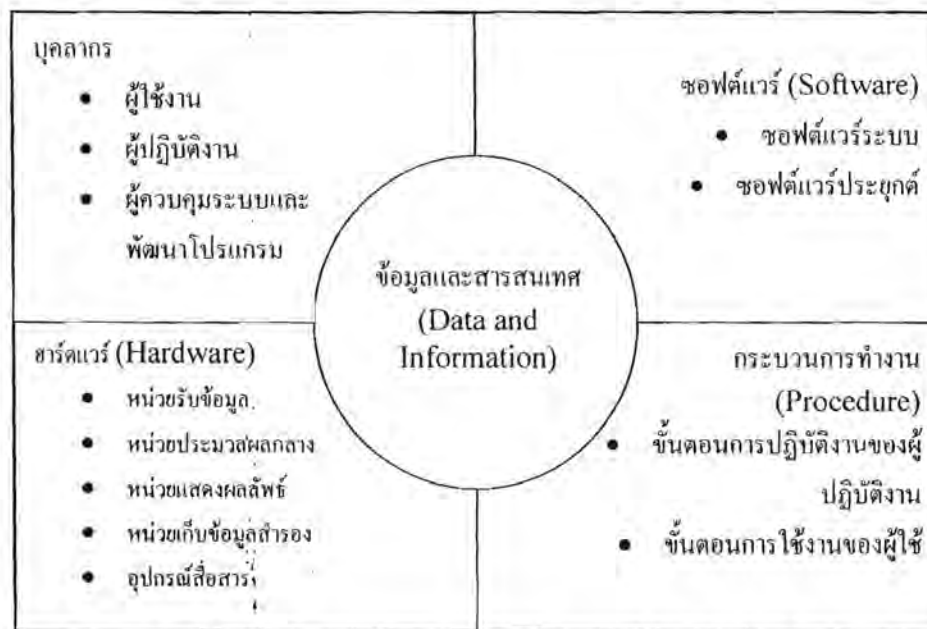 บุคลากร
• ผู้ใช้งาน
• ผู้ปฏิบัติงาน
• ผู้ควบคุมระบบและ
พัฒนาโปรแกรม
ซอฟต์แวร์ (Software)
• ซอฟต์แวร์ระบบ
• ซอฟต์แวร์ประยุกต์
ข้อมูลและสารสนเทศ
(Data and
Information)
ฮาร์ดแวร์ (Hardware)
• หน่วยรับข้อมูล
• หน่วยประมวลผลกลาง
• หน่วยแสดงผลลัพธ์
• หน่วยเก็บข้อมูลสำรอง
• อุปกรณ์สื่อสาร
กระบวนการทำงาน
(Procedure)
• ขั้นตอนการปฏิบัติงานของผู้
ปฏิบัติงาน
• ขั้นตอนการใช้งานของผู้ใช้